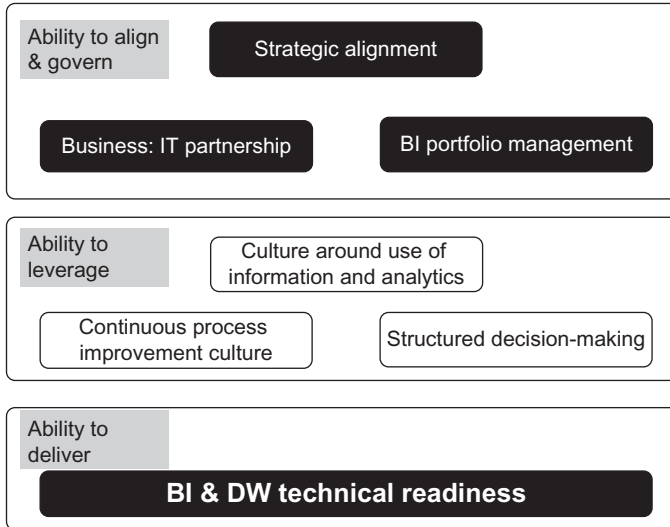 Ability to align
& govern
Strategic alignment
Business: IT partnership
BI portfolio management
Ability to
leverage
Culture around use of
information and analytics
Continuous process
improvement culture
Structured decision-making
Ability to
deliver
BI & DW technical readiness